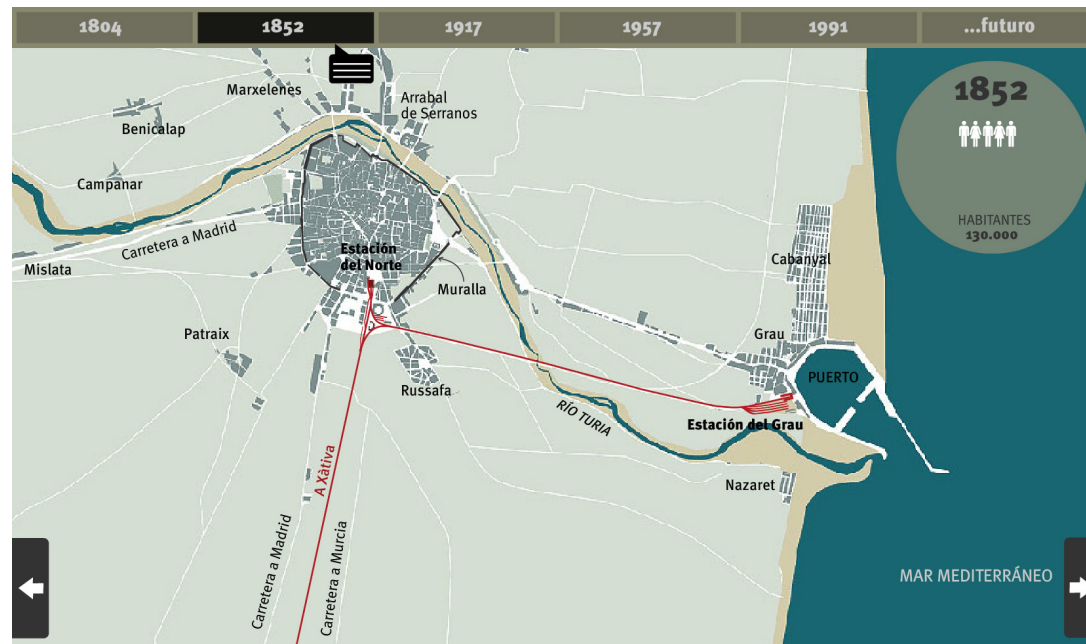 1804
1852
1917
1957
1991
...futuro
1852
HABITANTES
130.000
Marxelenes
Arrabal
de Serranos
Benicalap
Campanar
Carretera a Madrid
Mislata
Estación
del Norte
Muralla
Cabanyal
Patraix
Grau
Russafa
PUERTO
RÍO TURIA
Estación del Grau
A Xàtiva
Nazaret
Carretera a Madrid
Carretera a Murcia
MAR MEDITERRÁNEO